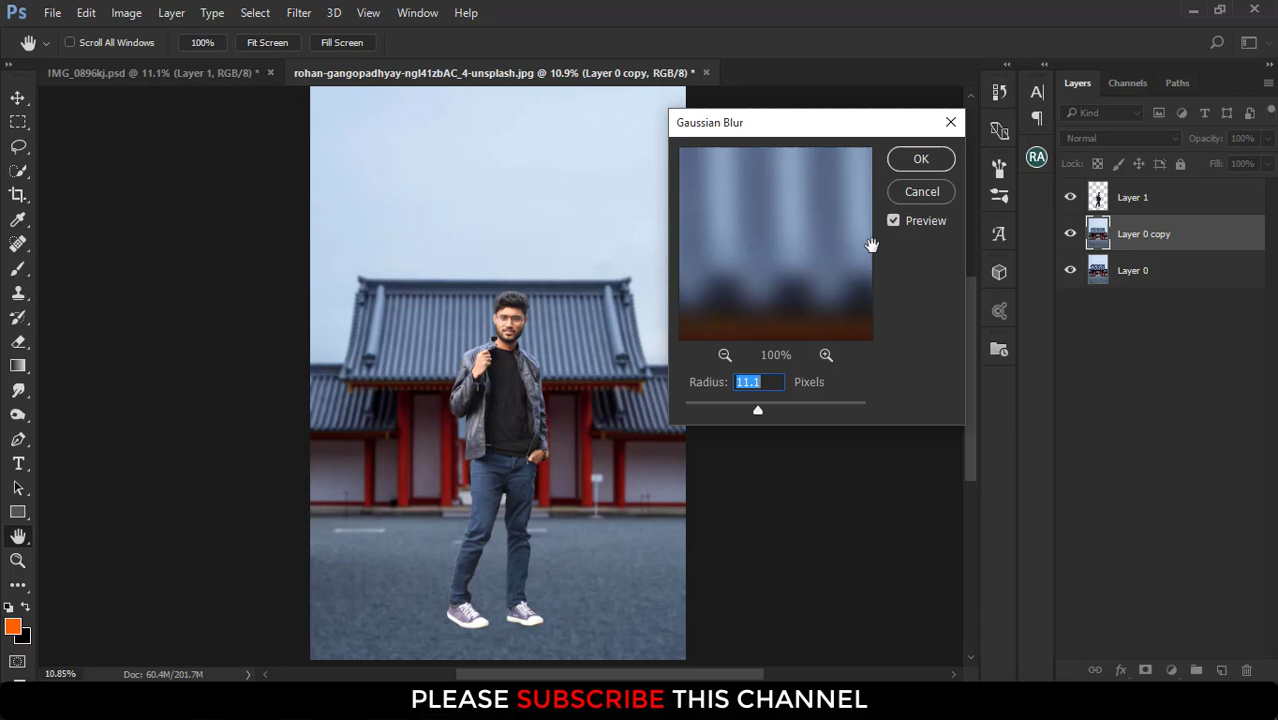 Ps File Edit Image Layer Type Select Filter 3D View Window Help
Scroll All Windows 100% Fit Screen Fill Screen
IMG_0896kj.psd @ 11.1% (Layer 1, RGB/8) * × rohan-gangopadhyay-ngl41zbAC_4-unsplash.jpg @ 10.9% (Layer 0 copy, RGB/8) * ×
Layers Channels Paths
Kind
Normal Opacity: 100%
Lock: Fill: 100%
RA
Layer 1
Layer 0 copy
Layer 0
Gaussian Blur
OK
Cancel
Preview
100%
Radius: 11.1 Pixels
10.85% Doc: 60.4M/201.7M
PLEASE SUBSCRIBE THIS CHANNEL